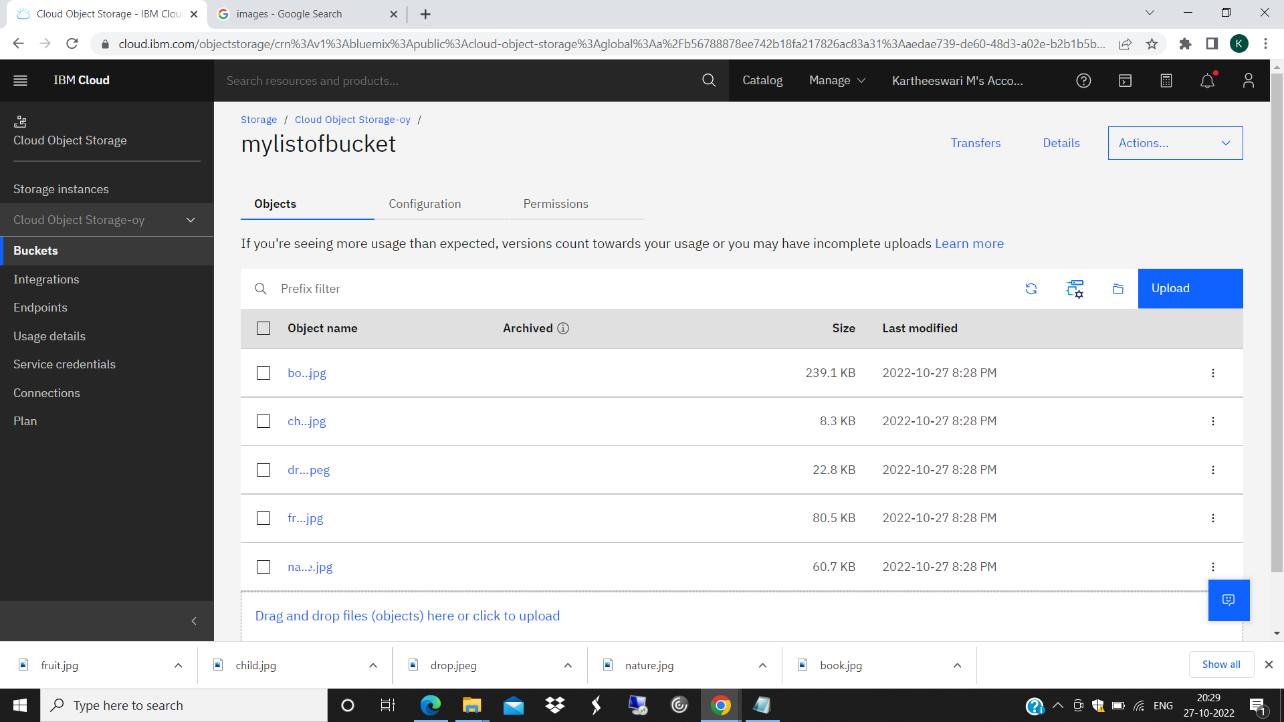 Cloud Object Storage - IBM Clou
images - Google Search
cloud.ibm.com/objectstorage/crn%3Av1%3Abluemix%3Apublic%3Acloud-object-storage%3Aglobal%3Aa%2Fb56788878ee742b18fa217826ac83a31%3Aaedae739-de60-48d3-a02e-b2b1b5b...
K
IBM Cloud
Search resources and products...
Catalog
Manage
Kartheeswari M's Acco...
Cloud Object Storage
Storage instances
Cloud Object Storage-oy
Buckets
Integrations
Endpoints
Usage details
Service credentials
Connections
Plan
Storage / Cloud Object Storage-oy /
mylistofbucket
Transfers
Details
Actions...
Objects
Configuration
Permissions
If you're seeing more usage than expected, versions count towards your usage or you may have incomplete uploads Learn more
Prefix filter
Upload
Object name Archived Size Last modified
bo...jpg 239.1 KB 2022-10-27 8:28 PM
ch...jpg 8.3 KB 2022-10-27 8:28 PM
dr...peg 22.8 KB 2022-10-27 8:28 PM
fr...jpg 80.5 KB 2022-10-27 8:28 PM
na...jpg 60.7 KB 2022-10-27 8:28 PM
Drag and drop files (objects) here or click to upload
fruit.jpg
child.jpg
drop.jpeg
nature.jpg
book.jpg
Show all
Type here to search
ENG
20:29
27-10-2022
1